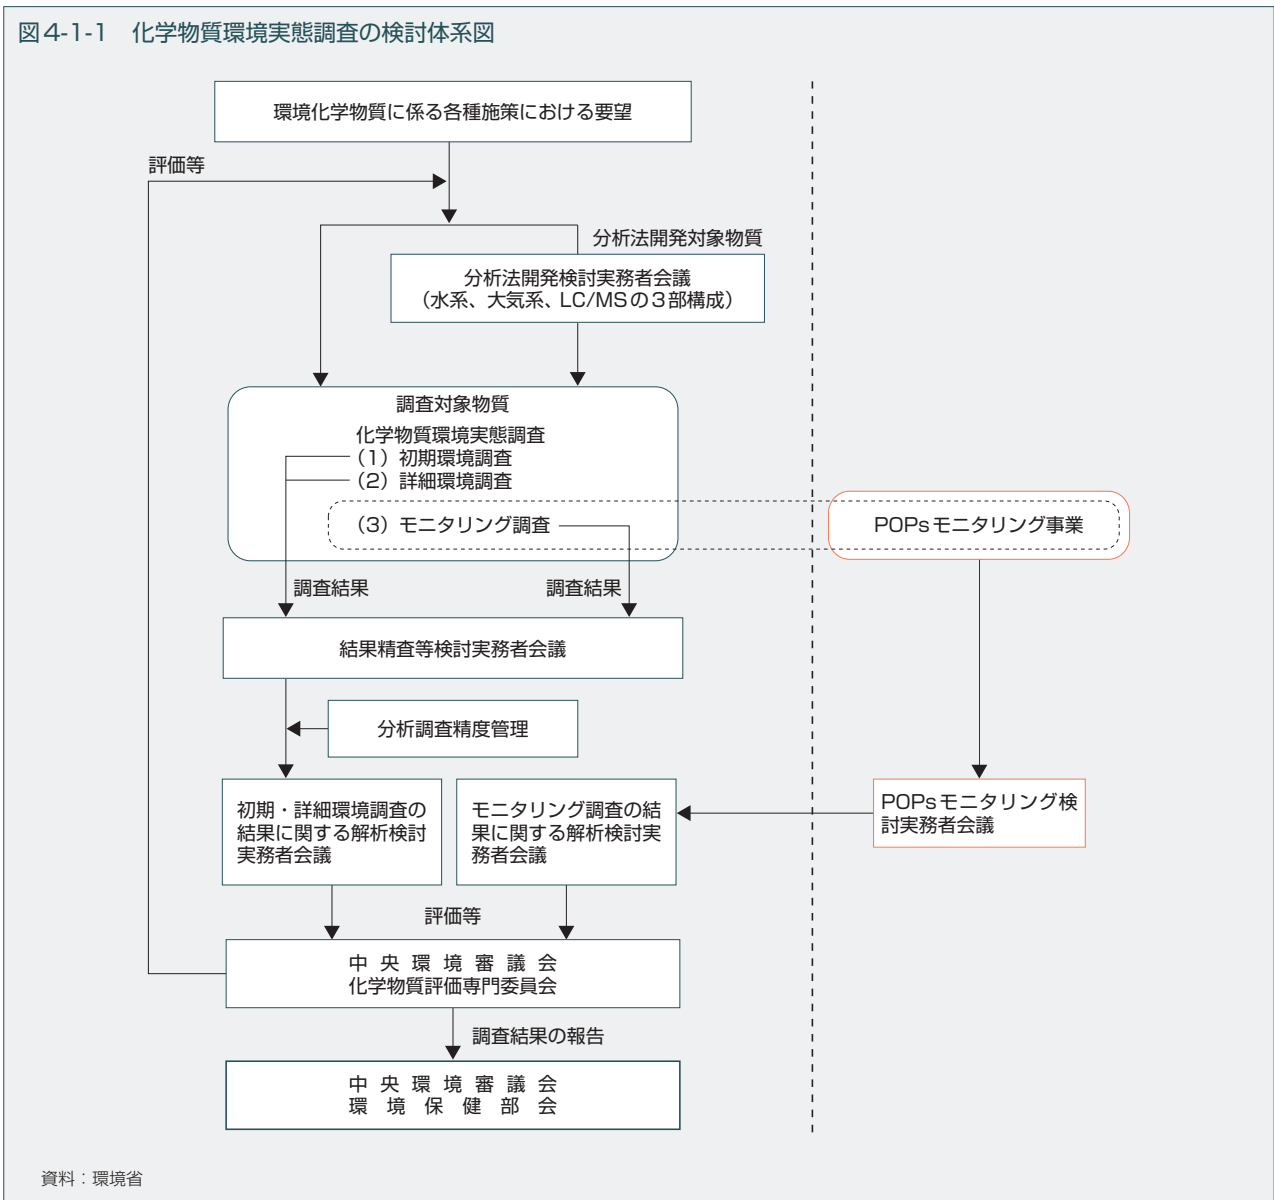 図4-1-1 化学物質環境実態調査の検討体系図
環境化学物質に係る各種施策における要望
評価等
分析法開発対象物質
分析法開発検討実務者会議
（水系、大気系、LC/MSの3部構成）
調査対象物質
化学物質環境実態調査
（1）初期環境調査
（2）詳細環境調査
（3）モニタリング調査
POPsモニタリング事業
調査結果
調査結果
結果精査等検討実務者会議
分析調査精度管理
初期・詳細環境調査の
結果に関する解析検討
実務者会議
モニタリング調査の結
果に関する解析検討実
務者会議
POPsモニタリング検
討実務者会議
評価等
中央環境審議会
化学物質評価専門委員会
調査結果の報告
中央環境審議会
環境保健部会
資料：環境省